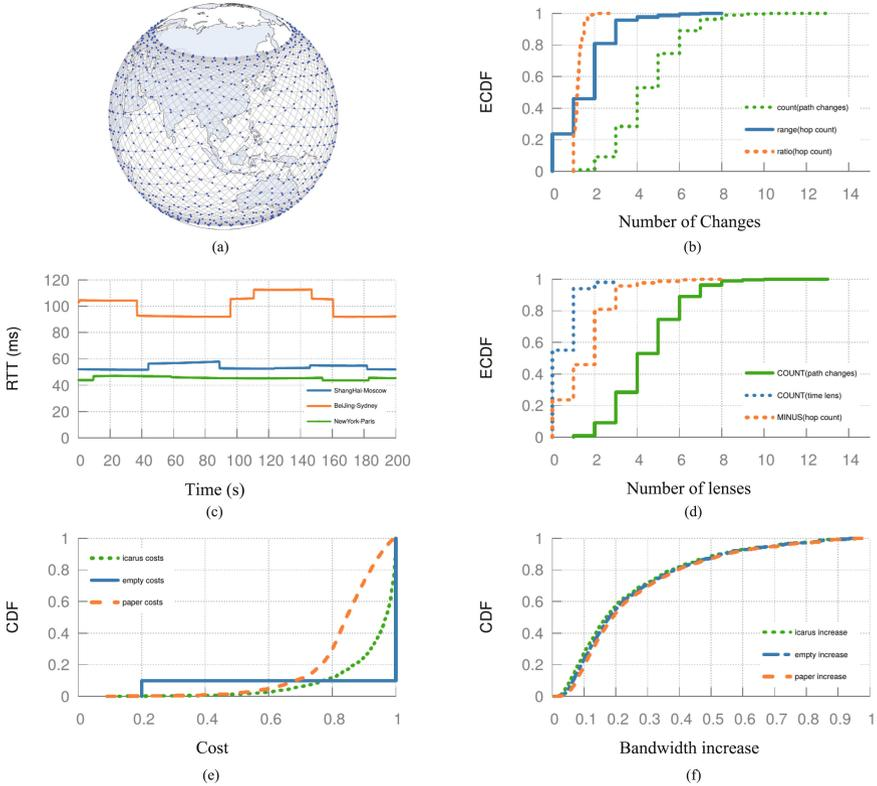 (a)
1
0.8
0.6
0.4
0.2
0
ECDF
count(path changes)
range(hop count)
ratio(hop count)
0 2 4 6 8 10 12 14
Number of Changes
(b)
120
100
80
60
40
20
0
RTT (ms)
ShangHai-Moscow
BeiJing-Sydney
NewYork-Paris
0 20 40 60 80 100 120 140 160 180 200
Time (s)
(c)
1
0.8
0.6
0.4
0.2
0
ECDF
COUNT(path changes)
COUNT(time lens)
MINUS(hop count)
0 2 4 6 8 10 12 14
Number of lenses
(d)
1
0.8
0.6
0.4
0.2
0
CDF
icarus costs
empty costs
paper costs
0 0.2 0.4 0.6 0.8 1
Cost
(e)
1
0.8
0.6
0.4
0.2
0
CDF
icarus increase
empty increase
paper increase
0 0.1 0.2 0.3 0.4 0.5 0.6 0.7 0.8 0.9 1
Bandwidth increase
(f)